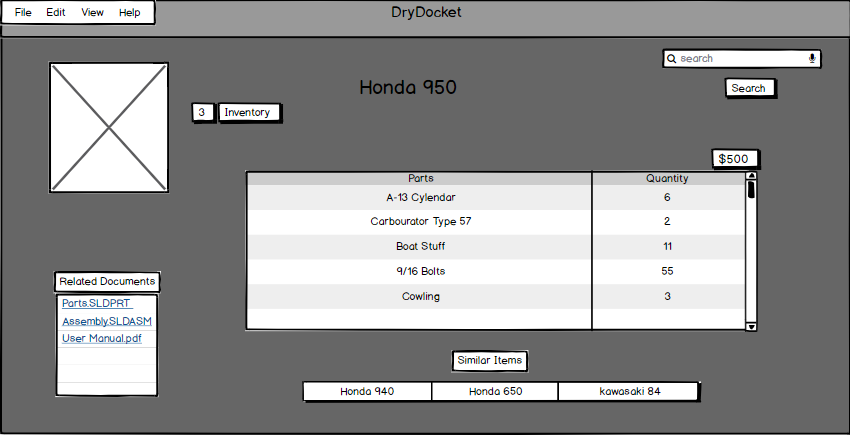 File Edit View Help
DryDocket
search
Honda 950
Search
3 Inventory
$500
Parts Quantity
A-13 Cylendar 6
Carbourator Type 57 2
Boat Stuff 11
9/16 Bolts 55
Cowling 3
Related Documents
Parts.SLDPRT
Assembly.SLDASM
User Manual.pdf
Similar Items
Honda 940 Honda 650 kawasaki 84